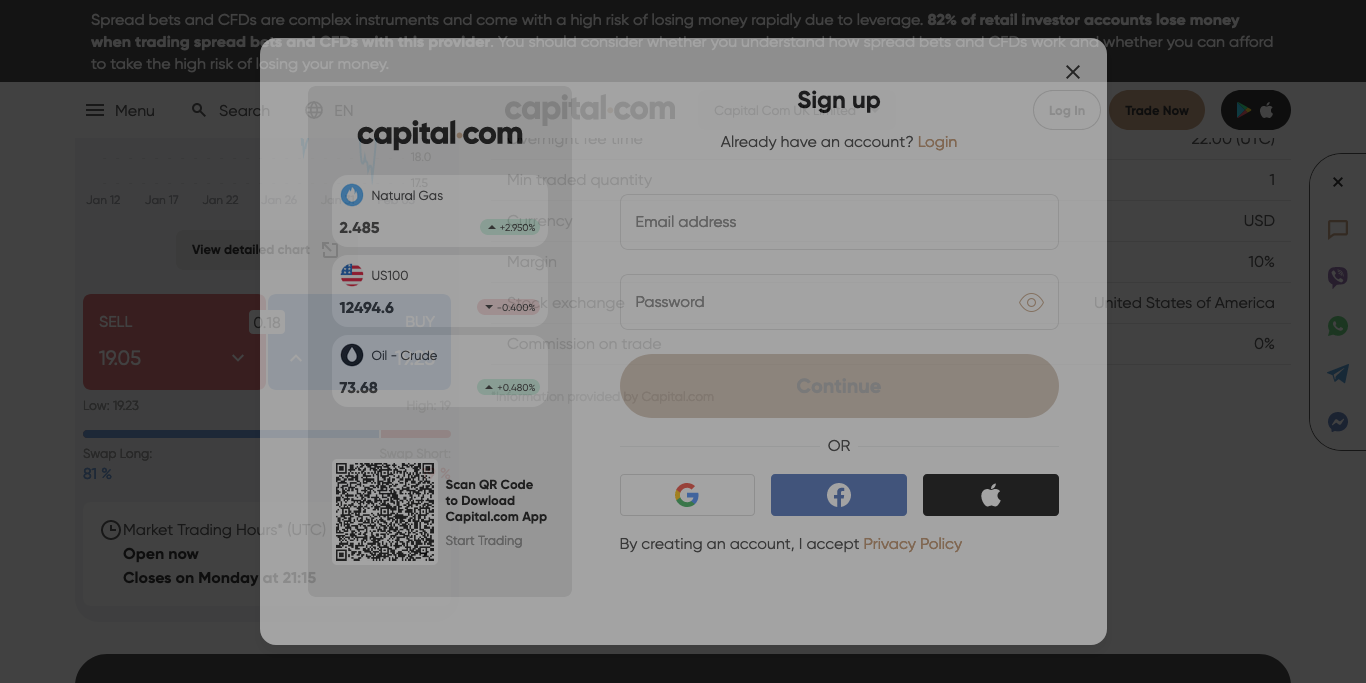 Spread bets and CFDs are complex instruments and come with a high risk of losing money rapidly due to leverage. 82% of retail investor accounts lose money
when trading spread bets and CFDs with this provider. You should consider whether you understand how spread bets and CFDs work and whether you can afford
to take the high risk of losing your money.
Menu
Search
EN
capital.com
Capital Com UK Limited
Log In
Trade Now
18.0
17.5
Jan 12
Jan 17
Jan 22
Jan 26
View detailed chart
SELL
19.05
0.18
BUY
Low: 19.23
High: 19
Swap Long:
81 %
Swap Short:
%
Market Trading Hours* (UTC)
Open now
Closes on Monday at 21:15
Overnight fee time
22:00 (UTC)
Min traded quantity
1
Currency
USD
Margin
10%
Stock exchange
United States of America
Commission on trade
0%
*Information provided by Capital.com
capital.com
Natural Gas
2.485
+2.950%
US100
12494.6
-0.400%
Oil - Crude
73.68
+0.480%
Scan QR Code
to Dowload
Capital.com App
Start Trading
Sign up
Already have an account? Login
Email address
Password
Continue
OR
By creating an account, I accept Privacy Policy